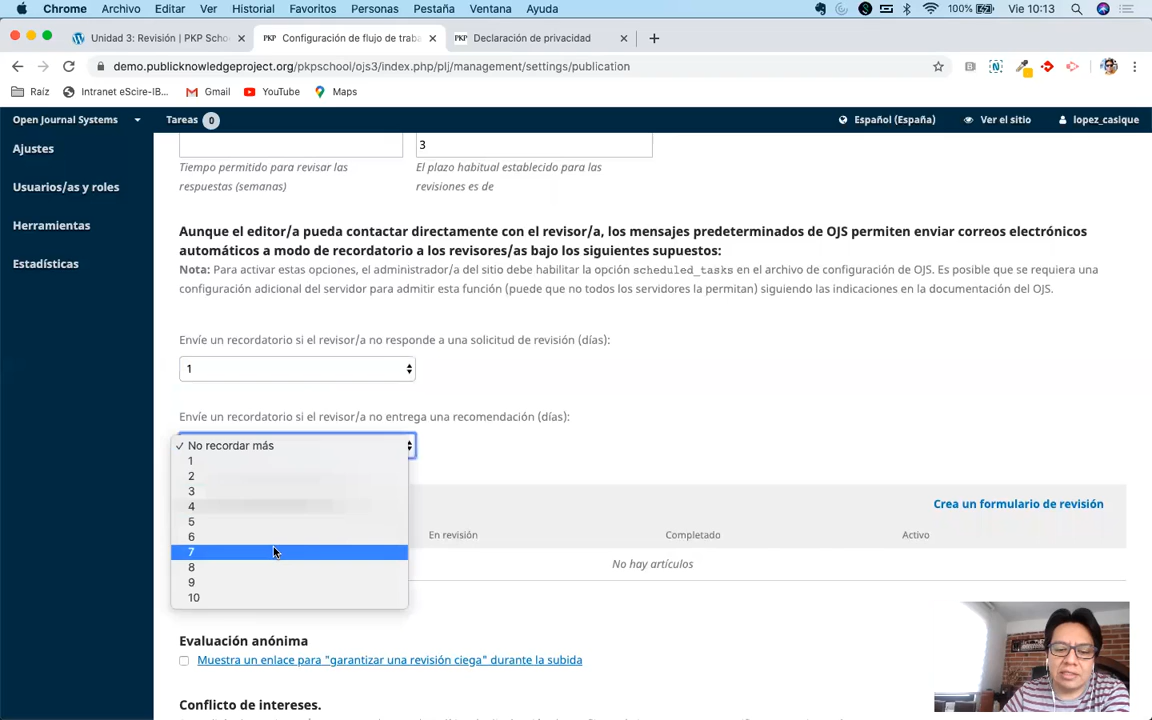 Chrome Archivo Editar Ver Historial Favoritos Personas Pestaña Ventana Ayuda 100% Vie 10:13
Unidad 3: Revisión | PKP Scho Configuración de flujo de traba PKP Declaración de privacidad
demo.publicknowledgeproject.org/pkpschool/ojs3/index.php/plj/management/settings/publication
Raíz Intranet eScire-IB... Gmail YouTube Maps
Open Journal Systems Tareas 0 Español (España) Ver el sitio lopez_casique
Ajustes
Usuarios/as y roles
Herramientas
Estadísticas
3
Tiempo permitido para revisar las
respuestas (semanas)
El plazo habitual establecido para las
revisiones es de
Aunque el editor/a pueda contactar directamente con el revisor/a, los mensajes predeterminados de OJS permiten enviar correos electrónicos
automáticos a modo de recordatorio a los revisores/as bajo los siguientes supuestos:
Nota: Para activar estas opciones, el administrador/a del sitio debe habilitar la opción scheduled_tasks en el archivo de configuración de OJS. Es posible que se requiera una
configuración adicional del servidor para admitir esta función (puede que no todos los servidores la permitan) siguiendo las indicaciones en la documentación del OJS.
Envíe un recordatorio si el revisor/a no responde a una solicitud de revisión (días):
1
Envíe un recordatorio si el revisor/a no entrega una recomendación (días):
✓ No recordar más
1
2
3
4
5
6
7
8
9
10
Crea un formulario de revisión
En revisión Completado Activo
No hay artículos
Evaluación anónima
Muestra un enlace para "garantizar una revisión ciega" durante la subida
Conflicto de intereses.